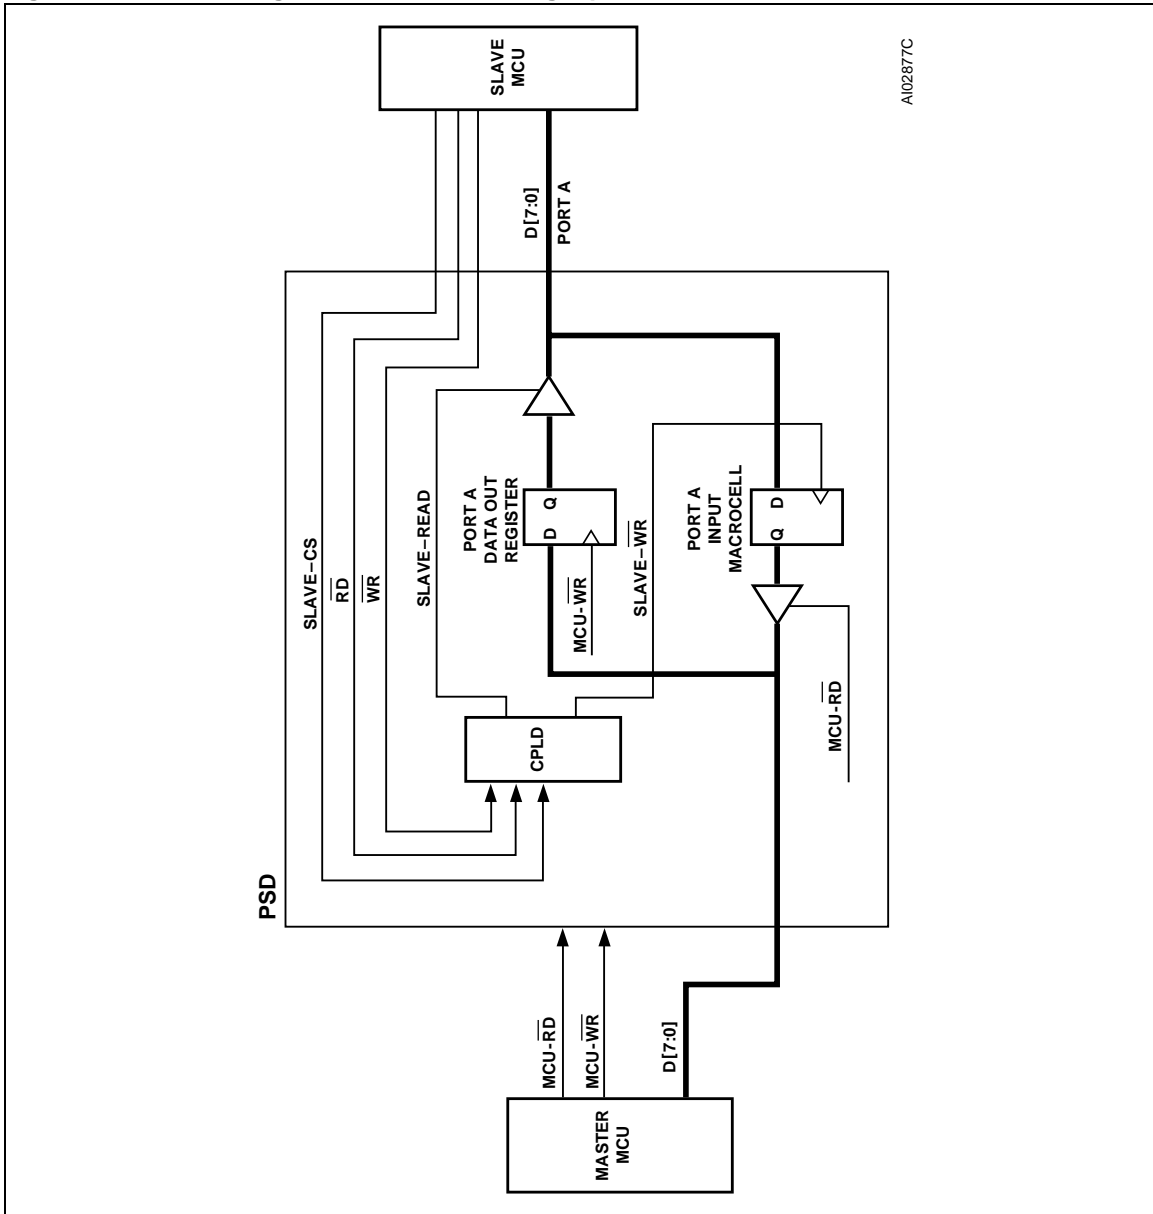 SLAVE
MCU
AI02877C
D[7:0]
PORT A
SLAVE–CS
RD
WR
SLAVE–READ
PORT A
DATA OUT
REGISTER
D Q
MCU-WR
SLAVE–WR
PORT A
INPUT
MACROCELL
Q D
MCU-RD
CPLD
PSD
MCU-RD
MCU-WR
D[7:0]
MASTER
MCU